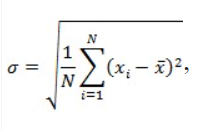 σ = √(1/N ∑_{i=1}^{N} (x_i − x̄)²),